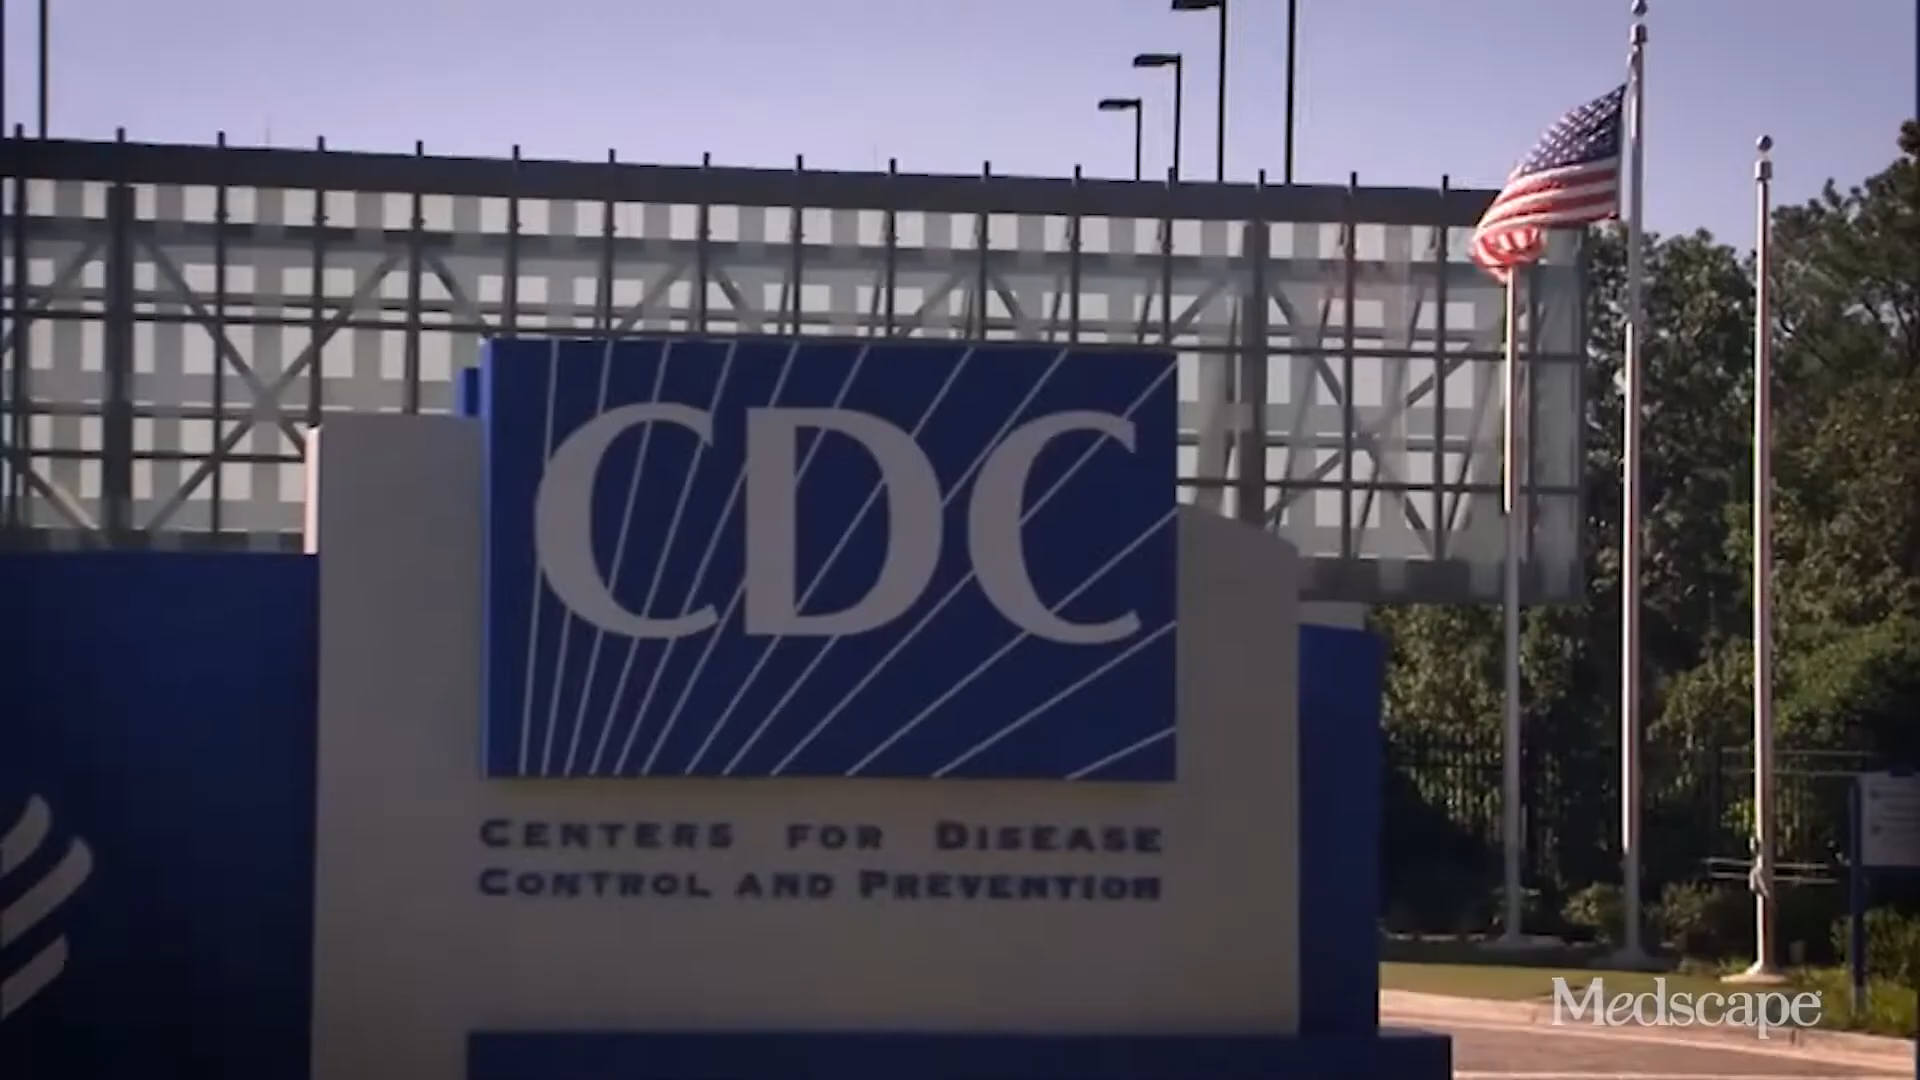 CDC
CENTERS FOR DISEASE
CONTROL AND PREVENTION
Medscape